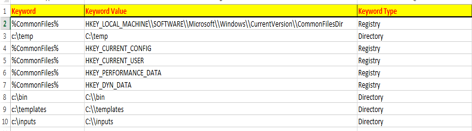 1 Keyword Keyword Value Keyword Type
2 %CommonFiles% HKEY_LOCAL_MACHINE\\SOFTWARE\\Microsoft\\Windows\\CurrentVersion\\CommonFilesDir Registry
3 c:\temp C:\temp Directory
4 %CommonFiles% HKEY_CURRENT_CONFIG Registry
5 %CommonFiles% HKEY_CURRENT_USER Registry
6 %CommonFiles% HKEY_PERFORMANCE_DATA Registry
7 %CommonFiles% HKEY_DYN_DATA Registry
8 c:\bin C:\\bin Directory
9 c:\templates C:\\templates Directory
10 c:\inputs C:\\inputs Directory